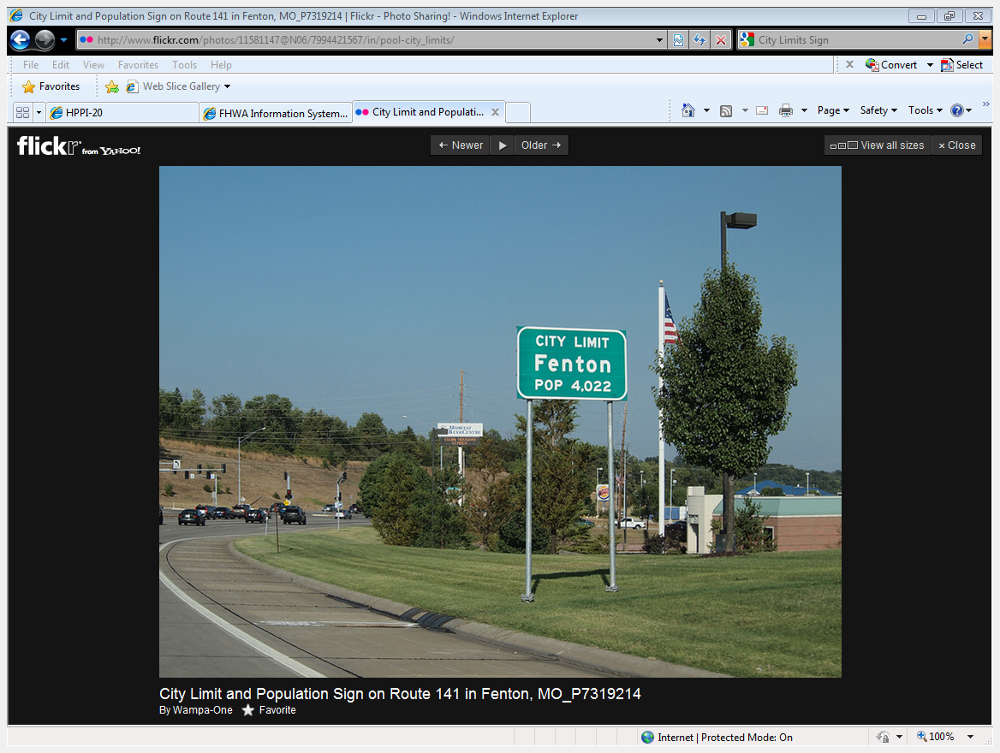 City Limit and Population Sign on Route 141 in Fenton, MO_P7319214 | Flickr - Photo Sharing! - Windows Internet Explorer
http://www.flickr.com/photos/11581147@N06/7994421567/in/pool-city_limits/
City Limits Sign
File Edit View Favorites Tools Help
Convert Select
Favorites Web Slice Gallery
HPPI-20 FHWA Information System... City Limit and Populati...
Page Safety Tools
flickr from YAHOO!
← Newer Older →
View all sizes × Close
CITY LIMIT
Fenton
POP 4,022
MIDWEST
BANKCENTRE
City Limit and Population Sign on Route 141 in Fenton, MO_P7319214
By Wampa-One Favorite
Internet | Protected Mode: On
100%